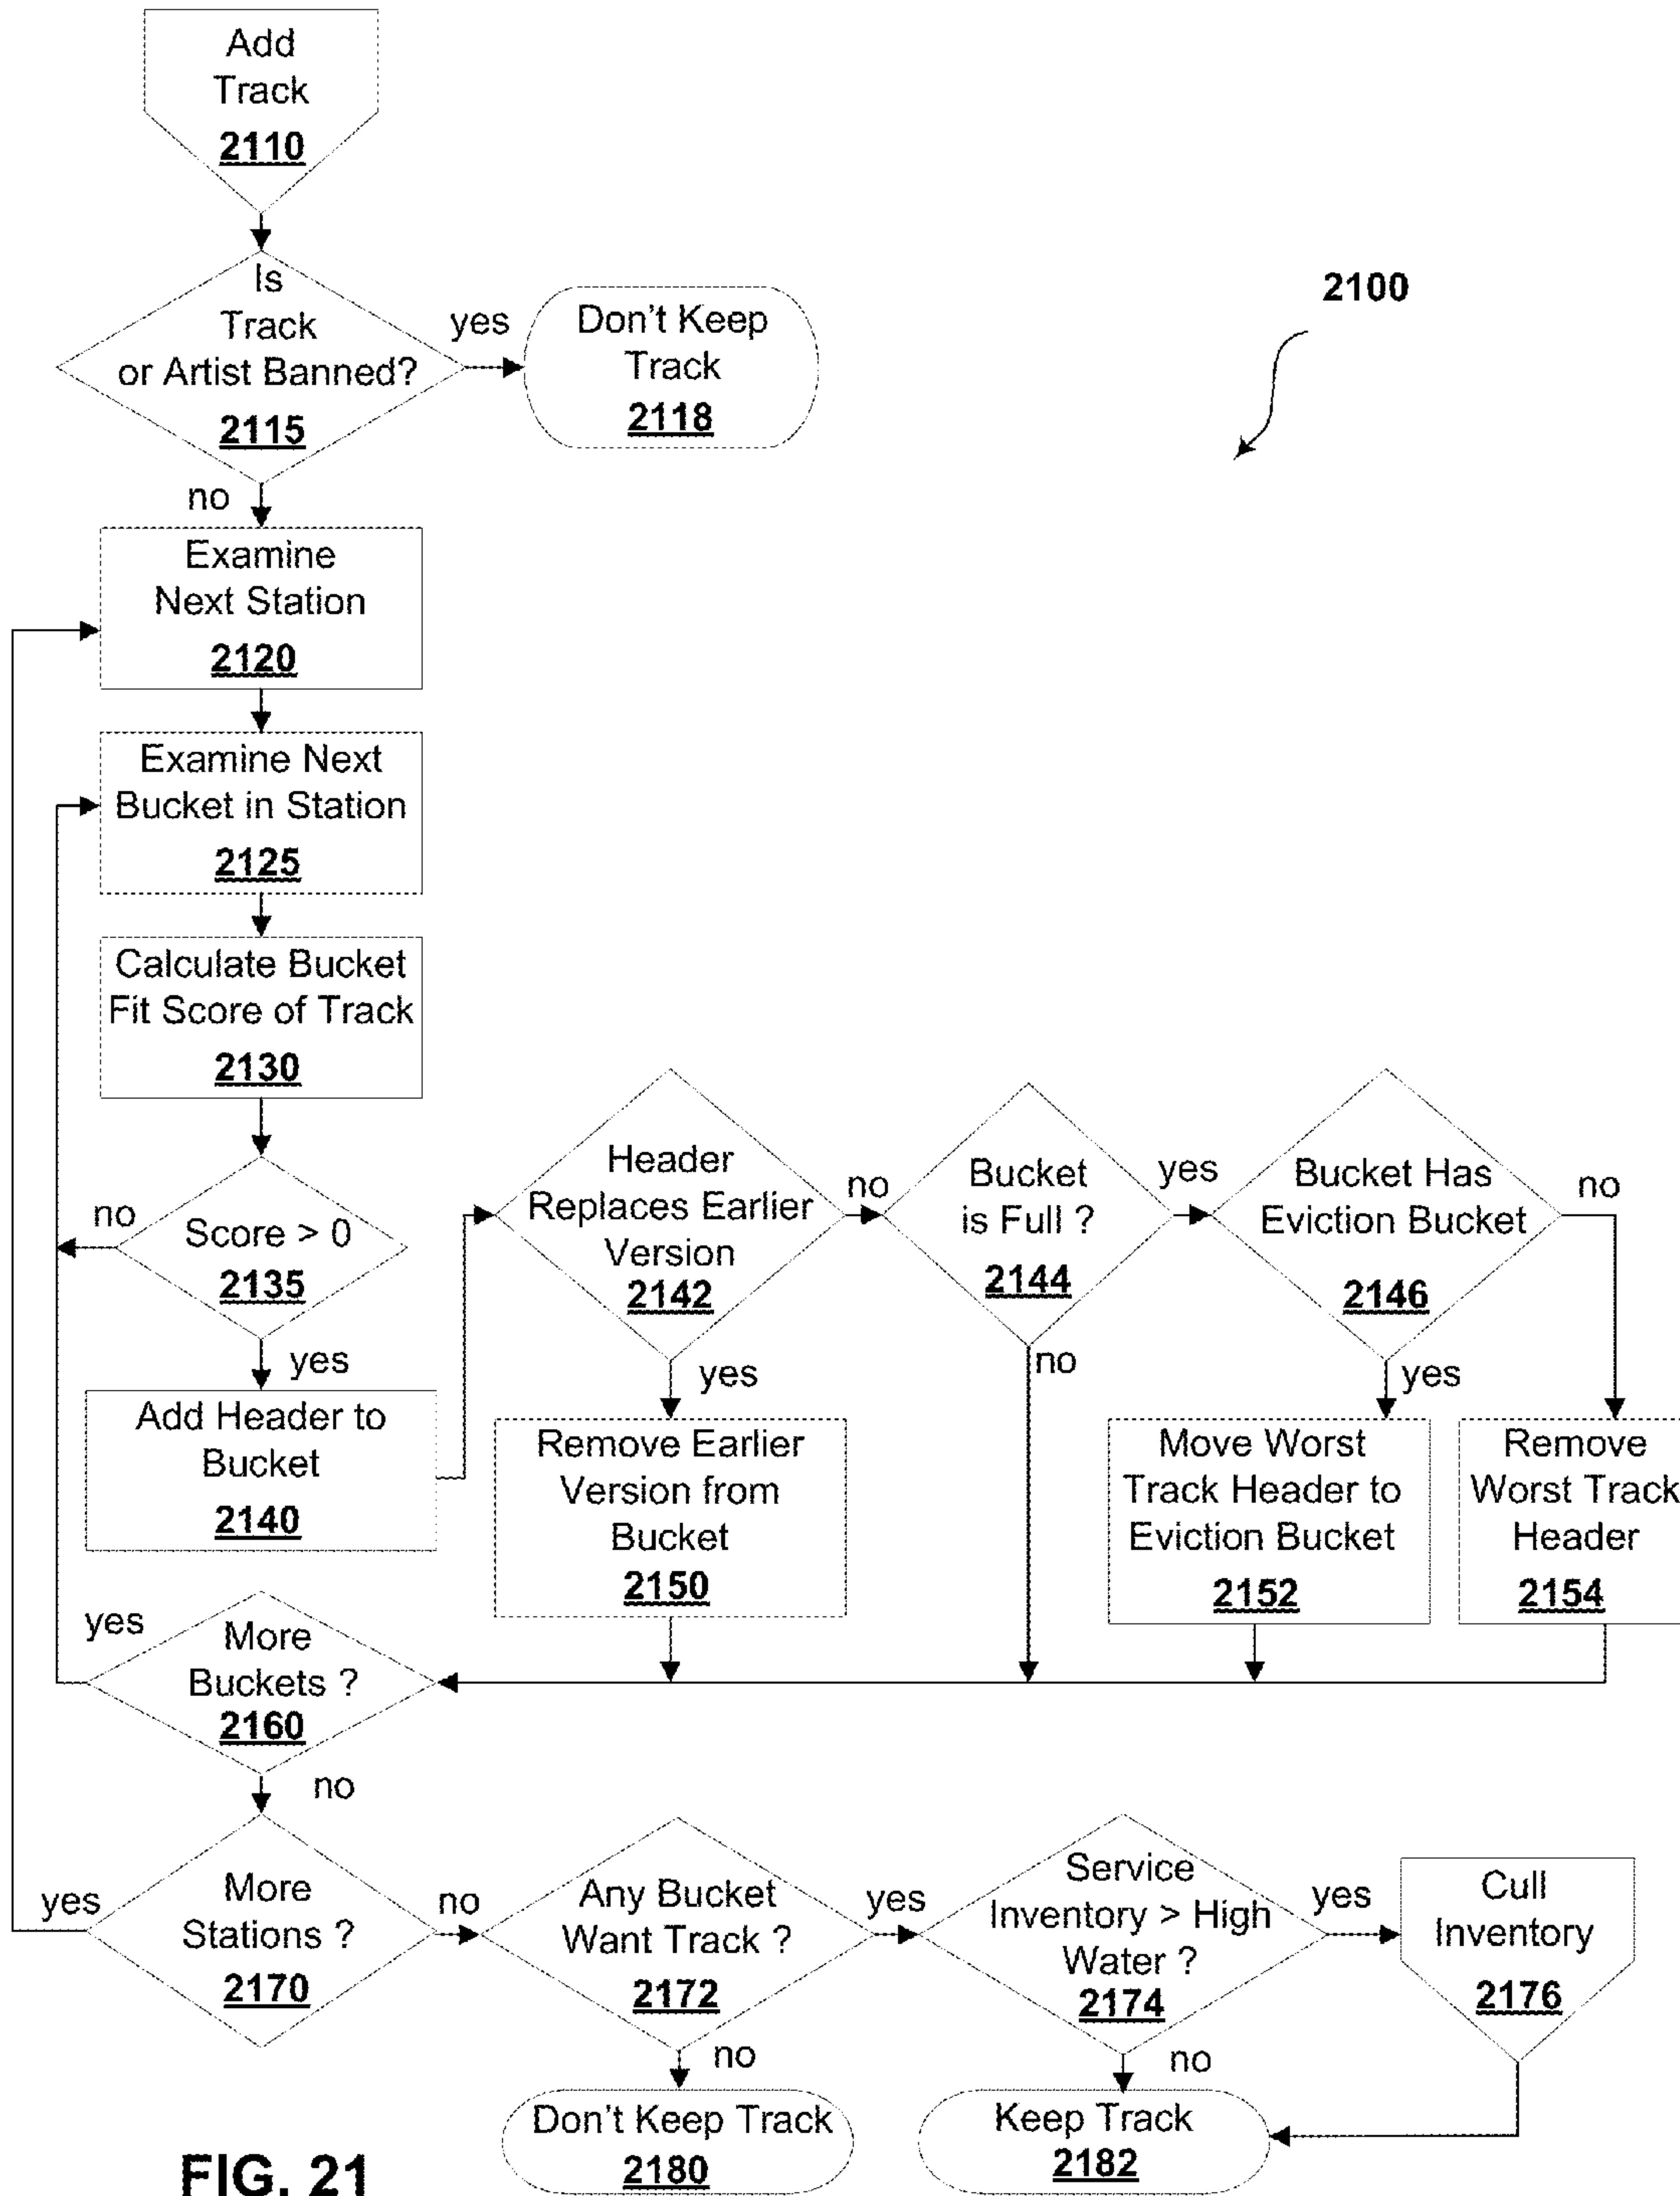 Add
Track
2110
Is
Track
or Artist Banned?
2115
yes
Don't Keep
Track
2118
2100
no
Examine
Next Station
2120
Examine Next
Bucket in Station
2125
Calculate Bucket
Fit Score of Track
2130
Score > 0
2135
no
yes
Add Header to
Bucket
2140
Header
Replaces Earlier
Version
2142
no
yes
Bucket
is Full ?
2144
yes
no
Bucket Has
Eviction Bucket
2146
no
yes
Remove Earlier
Version from
Bucket
2150
Move Worst
Track Header to
Eviction Bucket
2152
Remove
Worst Track
Header
2154
yes
More
Buckets ?
2160
no
yes
More
Stations ?
2170
no
Any Bucket
Want Track ?
2172
yes
no
Service
Inventory > High
Water ?
2174
yes
no
Cull
Inventory
2176
Don't Keep Track
2180
Keep Track
2182
FIG. 21